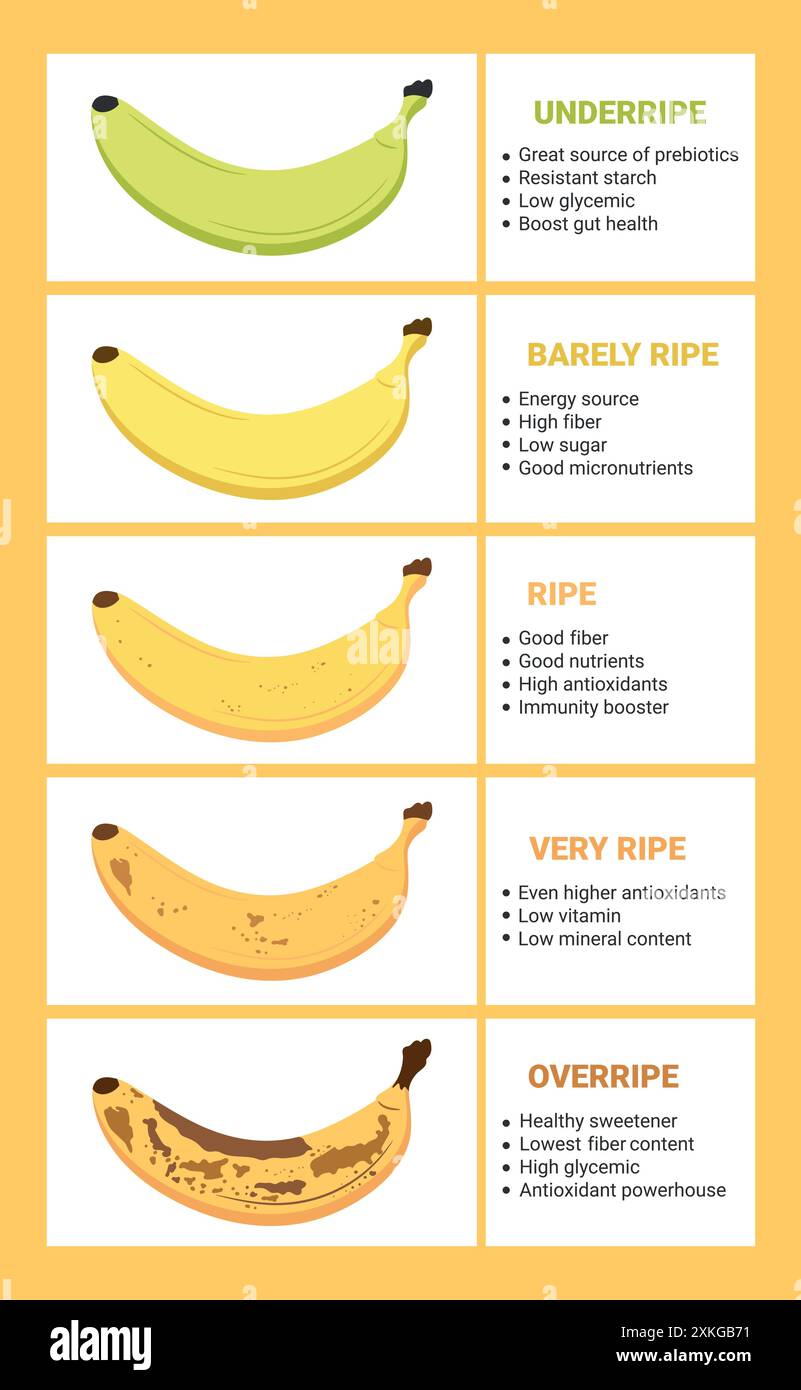 UNDERRIPE
• Great source of prebiotics
• Resistant starch
• Low glycemic
• Boost gut health
BARELY RIPE
• Energy source
• High fiber
• Low sugar
• Good micronutrients
RIPE
• Good fiber
• Good nutrients
• High antioxidants
• Immunity booster
VERY RIPE
• Even higher antioxidants
• Low vitamin
• Low mineral content
OVERRIPE
• Healthy sweetener
• Lowest fiber content
• High glycemic
• Antioxidant powerhouse
alamy
Image ID: 2XKGB71
www.alamy.com